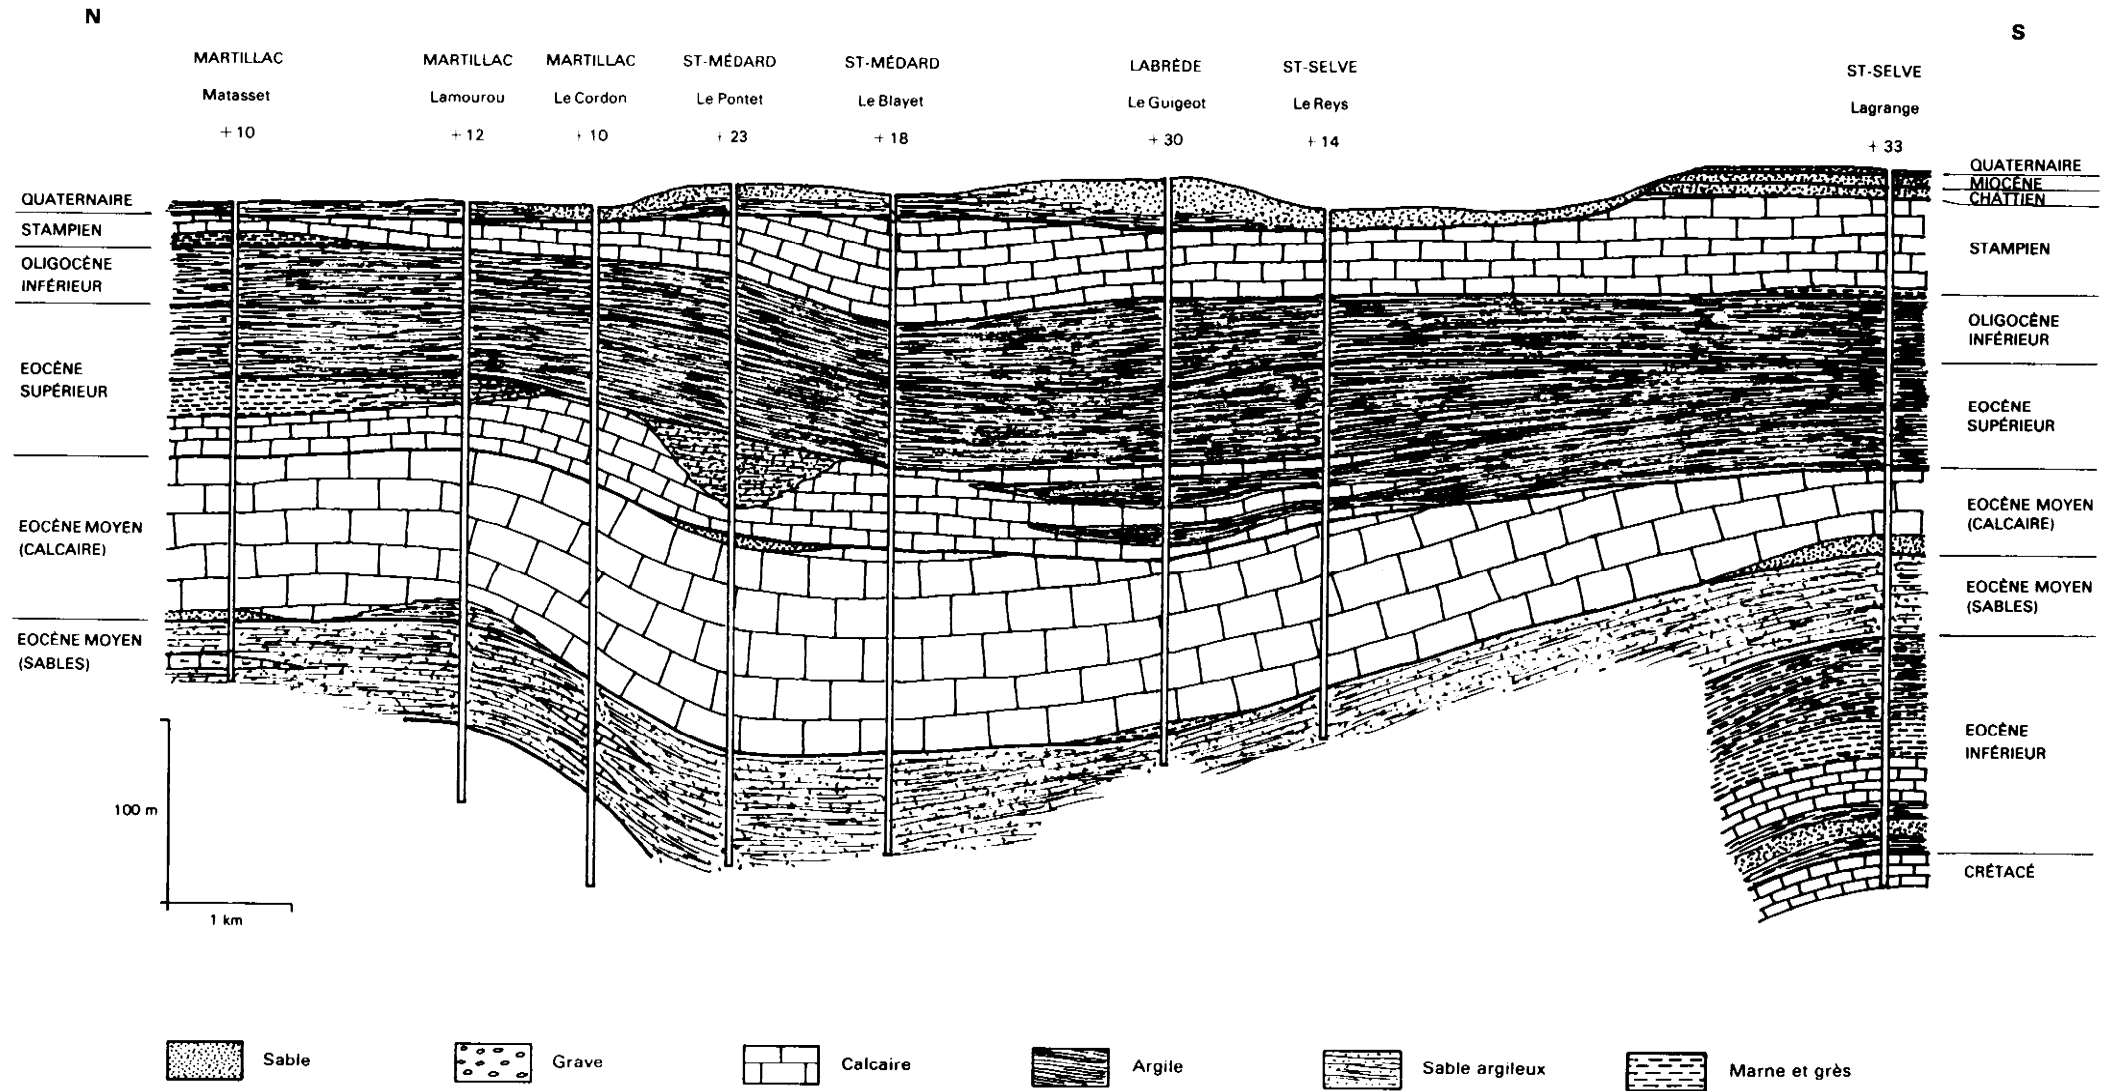 N
S
MARTILLAC
Matasset
+ 10
MARTILLAC
Lamourou
+ 12
MARTILLAC
Le Cordon
+ 10
ST-MÉDARD
Le Pontet
+ 23
ST-MÉDARD
Le Blayet
+ 18
LABRÈDE
Le Guigeot
+ 30
ST-SELVE
Le Reys
+ 14
ST-SELVE
Lagrange
+ 33
QUATERNAIRE
STAMPIEN
OLIGOCÈNE
INFÉRIEUR
EOCÈNE
SUPÉRIEUR
EOCÈNE MOYEN
(CALCAIRE)
EOCÈNE MOYEN
(SABLES)
QUATERNAIRE
MIOCÈNE
CHATTIEN
STAMPIEN
OLIGOCÈNE
INFÉRIEUR
EOCÈNE
SUPÉRIEUR
EOCÈNE MOYEN
(CALCAIRE)
EOCÈNE MOYEN
(SABLES)
EOCÈNE
INFÉRIEUR
CRÉTACÉ
100 m
1 km
Sable
Grave
Calcaire
Argile
Sable argileux
Marne et grès